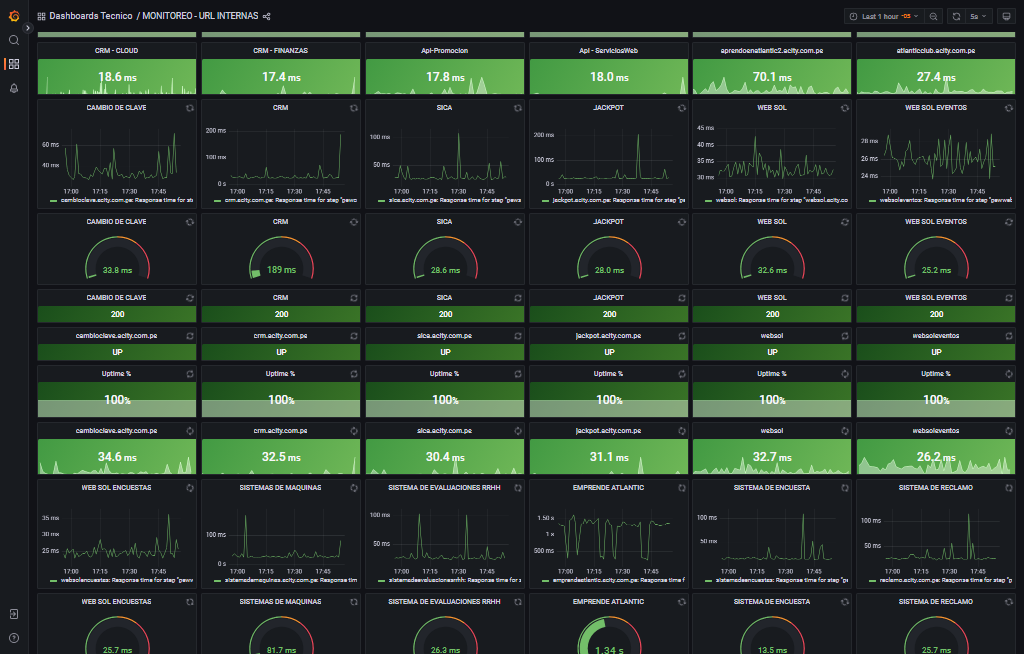 Dashboards Tecnico / MONITOREO - URL INTERNAS
Last 1 hour -05
5s
CRM - CLOUD
CRM - FINANZAS
Api-Promocion
Api - ServiciosWeb
aprendoenatlantic2.acity.com.pe
atlanticclub.acity.com.pe
18.6 ms
17.4 ms
17.8 ms
18.0 ms
70.1 ms
27.4 ms
CAMBIO DE CLAVE
CRM
SICA
JACKPOT
WEB SOL
WEB SOL EVENTOS
60 ms
40 ms
17:00 17:15 17:30 17:45
cambioclave.acity.com.pe: Response time for st
200 ms
100 ms
0 s
17:00 17:15 17:30 17:45
crm.acity.com.pe: Response time for step "pewc
100 ms
50 ms
17:00 17:15 17:30 17:45
sica.acity.com.pe: Response time for step "pews
200 ms
100 ms
0 s
17:00 17:15 17:30 17:45
jackpot.acity.com.pe: Response time for step "p
45 ms
40 ms
35 ms
30 ms
17:00 17:15 17:30 17:45
websol: Response time for step "websol.acity.co
28 ms
26 ms
24 ms
17:00 17:15 17:30 17:45
websoleventos: Response time for step "pewweb
CAMBIO DE CLAVE
CRM
SICA
JACKPOT
WEB SOL
WEB SOL EVENTOS
33.8 ms
189 ms
28.6 ms
28.0 ms
32.6 ms
25.2 ms
CAMBIO DE CLAVE
CRM
SICA
JACKPOT
WEB SOL
WEB SOL EVENTOS
200
200
200
200
200
200
cambioclave.acity.com.pe
crm.acity.com.pe
sica.acity.com.pe
jackpot.acity.com.pe
websol
websoleventos
UP
UP
UP
UP
UP
UP
Uptime %
Uptime %
Uptime %
Uptime %
Uptime %
Uptime %
100%
100%
100%
100%
100%
100%
cambioclave.acity.com.pe
crm.acity.com.pe
sica.acity.com.pe
jackpot.acity.com.pe
websol
websoleventos
34.6 ms
32.5 ms
30.4 ms
31.1 ms
32.7 ms
26.2 ms
WEB SOL ENCUESTAS
SISTEMAS DE MAQUINAS
SISTEMA DE EVALUACIONES RRHH
EMPRENDE ATLANTIC
SISTEMA DE ENCUESTA
SISTEMA DE RECLAMO
35 ms
30 ms
25 ms
17:00 17:15 17:30 17:45
websolencuestas: Response time for step "pewv
100 ms
0 s
17:00 17:15 17:30 17:45
sistemasdemaquinas.acity.com.pe: Response tim
100 ms
50 ms
17:00 17:15 17:30 17:45
sistemadeevaluacionesrrhh: Response time for s
1.50 s
1 s
500 ms
17:00 17:15 17:30 17:45
emprendeatlantic.acity.com.pe: Response time f
100 ms
50 ms
17:00 17:15 17:30 17:45
sistemadeencuesta: Response time for step "pe
100 ms
50 ms
17:00 17:15 17:30 17:45
reclamo.acity.com.pe: Response time for step "p
WEB SOL ENCUESTAS
SISTEMAS DE MAQUINAS
SISTEMA DE EVALUACIONES RRHH
EMPRENDE ATLANTIC
SISTEMA DE ENCUESTA
SISTEMA DE RECLAMO
25.7 ms
81.7 ms
26.3 ms
1.34 s
13.5 ms
25.7 ms